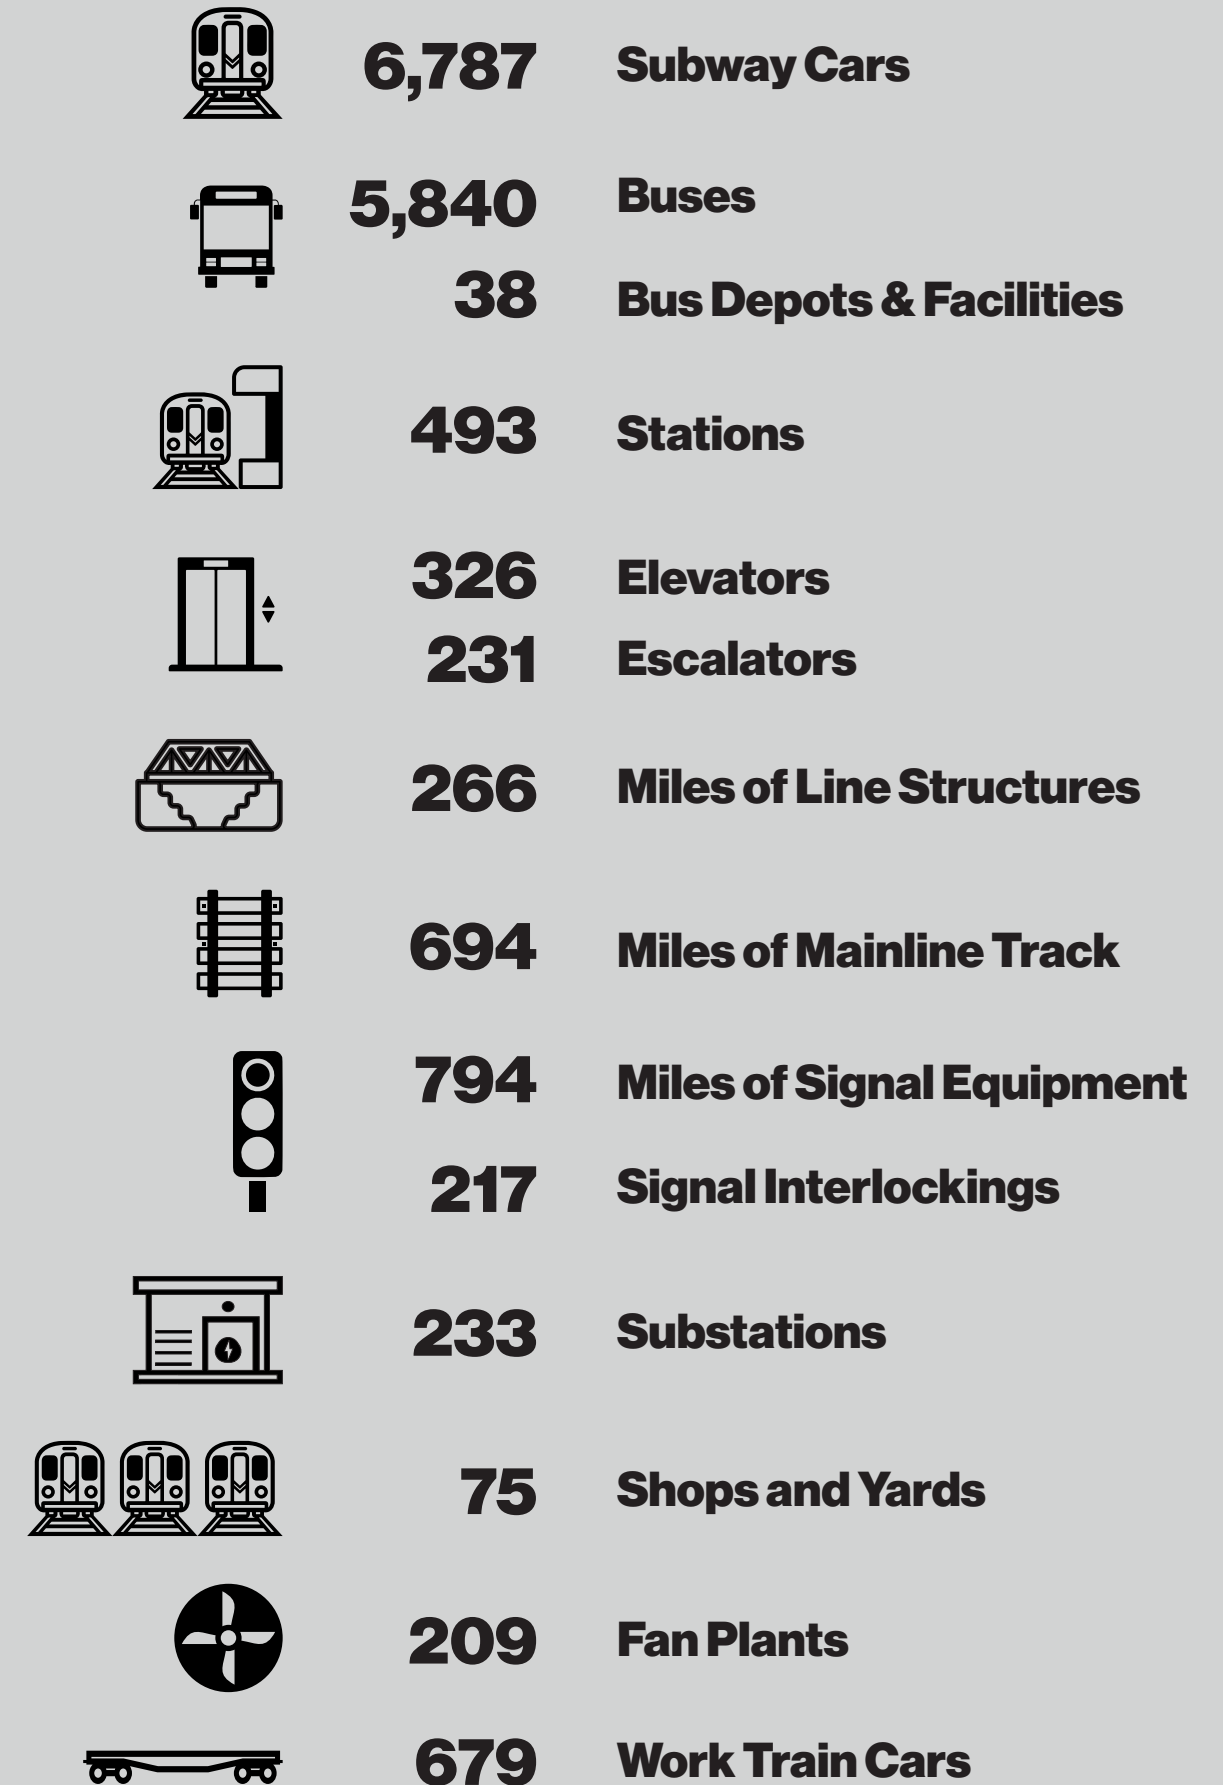 6,787 Subway Cars
5,840 Buses
38 Bus Depots & Facilities
493 Stations
326 Elevators
231 Escalators
266 Miles of Line Structures
694 Miles of Mainline Track
794 Miles of Signal Equipment
217 Signal Interlockings
233 Substations
75 Shops and Yards
209 Fan Plants
679 Work Train Cars